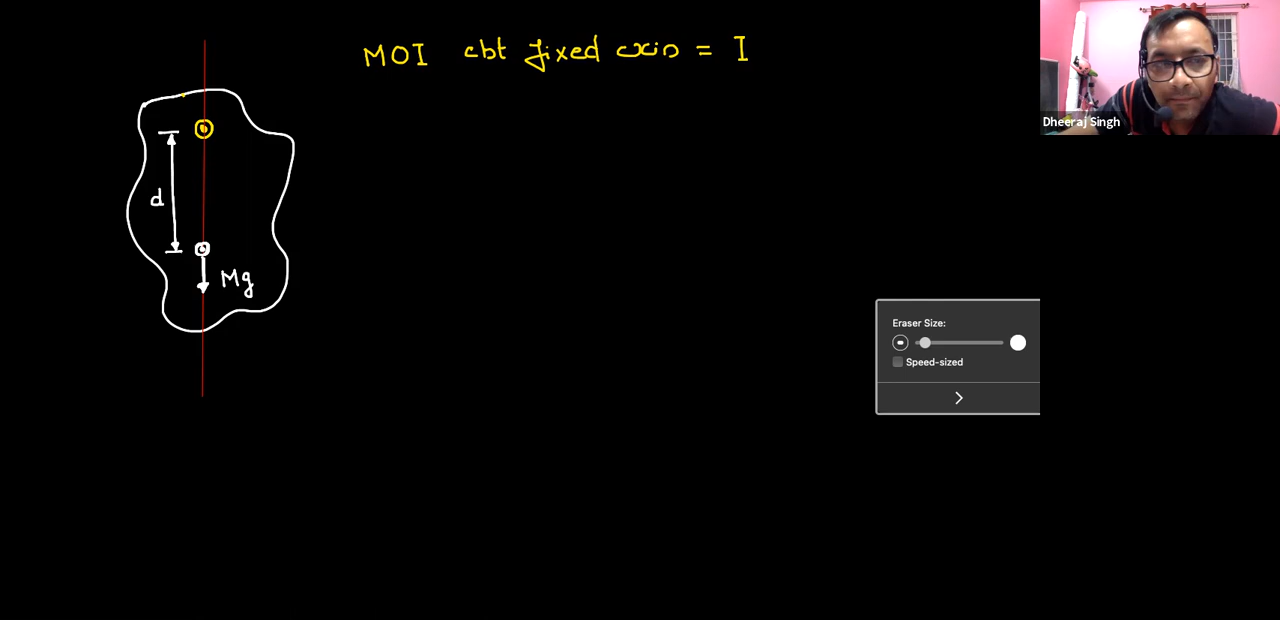 MOI abt fixed axis = I
Dheeraj Singh
d
Mg
Eraser Size:
Speed-sized